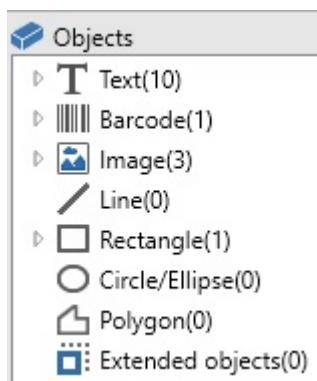 Objects
Text(10)
Barcode(1)
Image(3)
Line(0)
Rectangle(1)
Circle/Ellipse(0)
Polygon(0)
Extended objects(0)